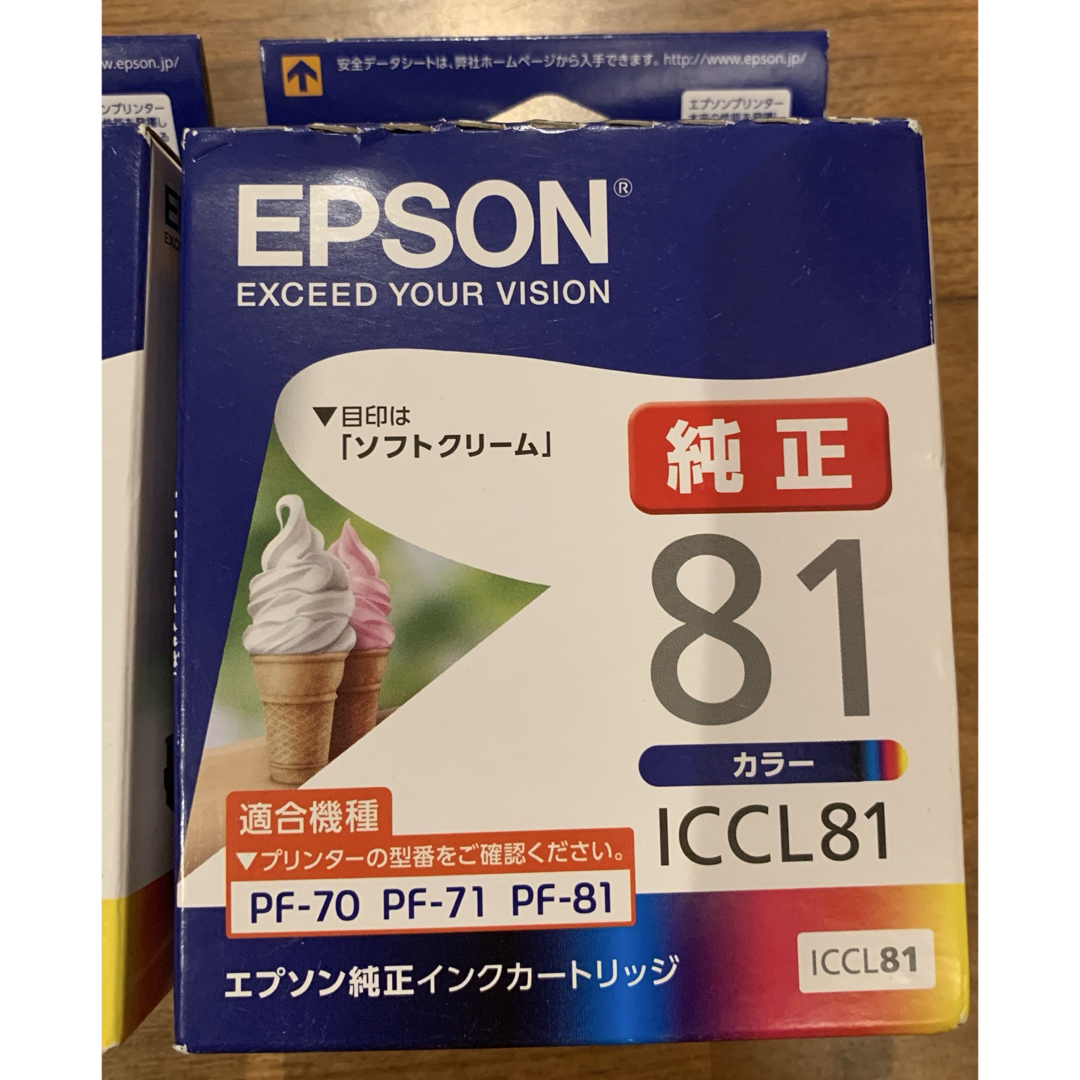 w.epson.jp/
安全データシートは、弊社ホームページから入手できます。http://www.epson.jp/
エプソンプリンター
EPSON®
EXCEED YOUR VISION
▼目印は
「ソフトクリーム」
純正
81
カラー
ICCL81
適合機種
▼プリンターの型番をご確認ください。
PF-70 PF-71 PF-81
エプソン純正インクカートリッジ
ICCL81